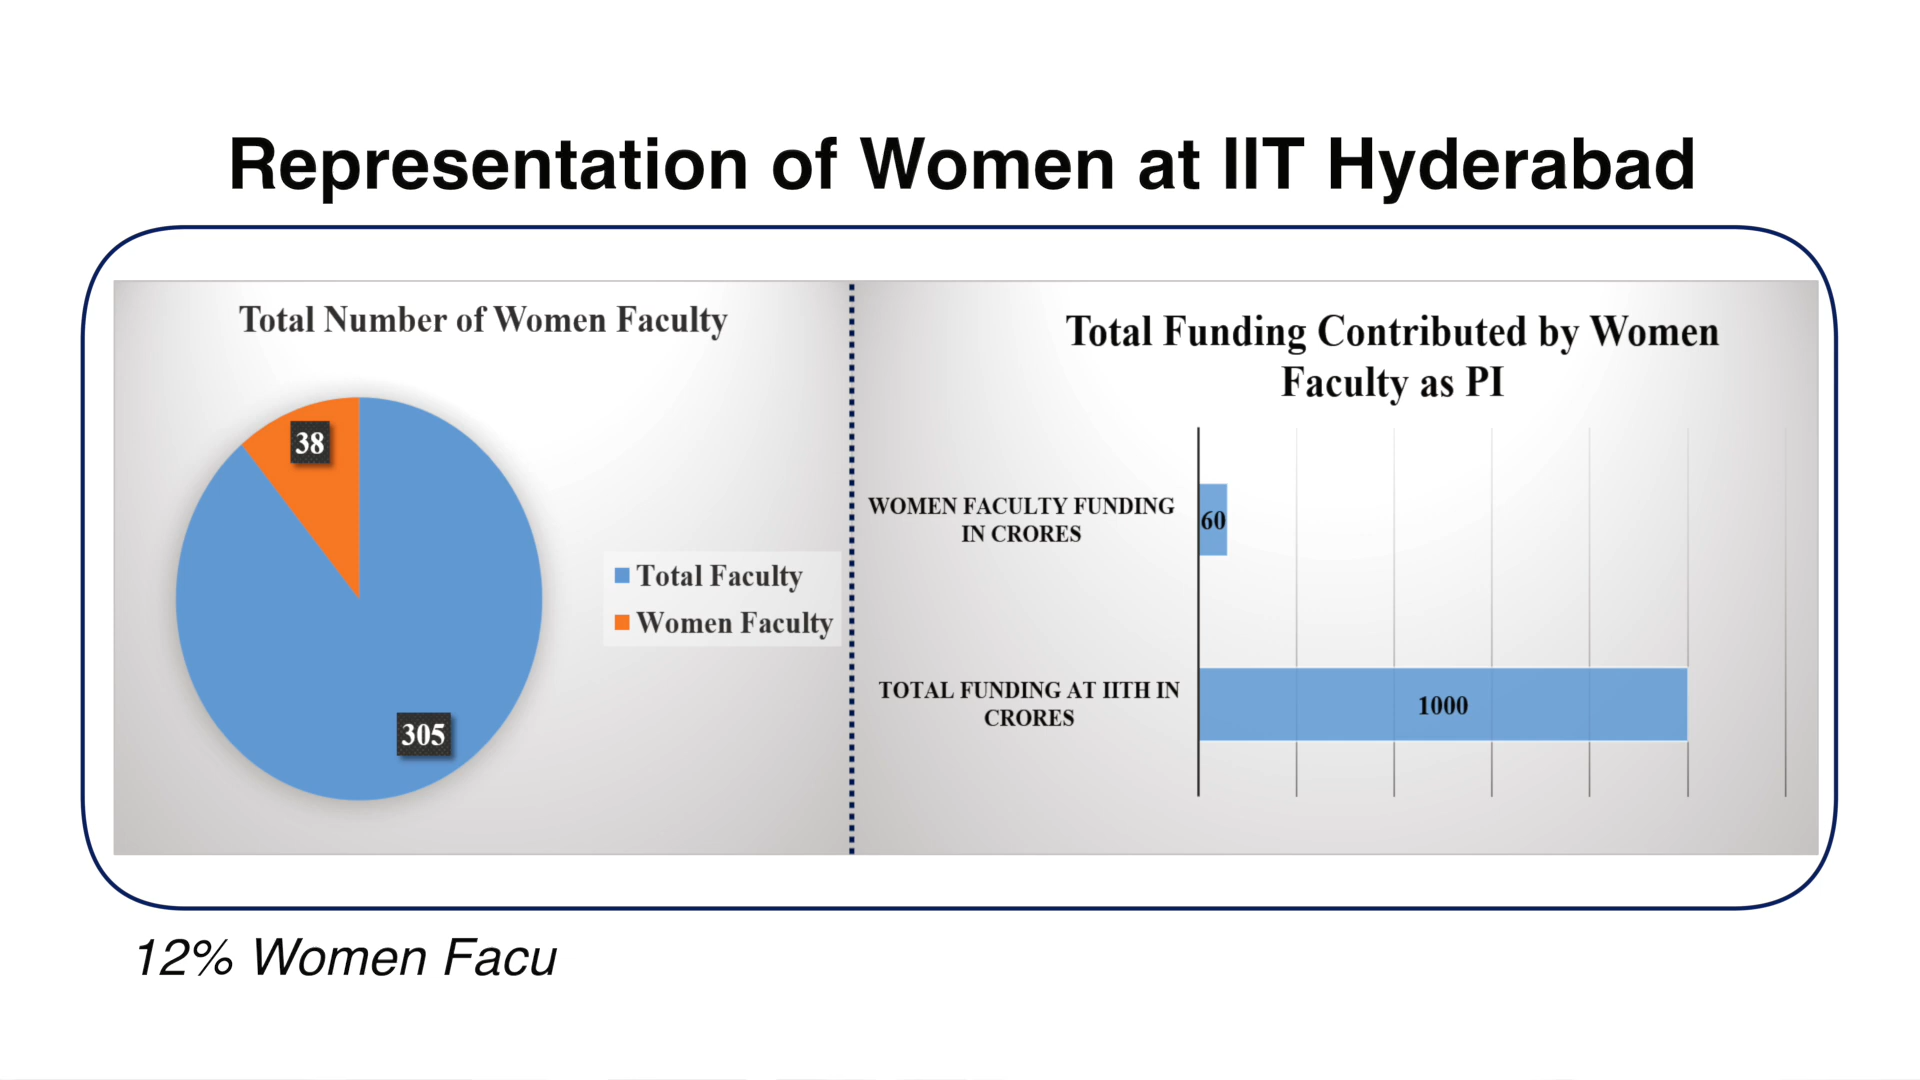 Representation of Women at IIT Hyderabad
Total Number of Women Faculty
38
305
Total Faculty
Women Faculty
Total Funding Contributed by Women
Faculty as PI
WOMEN FACULTY FUNDING
IN CRORES
60
TOTAL FUNDING AT IITH IN
CRORES
1000
12% Women Facu